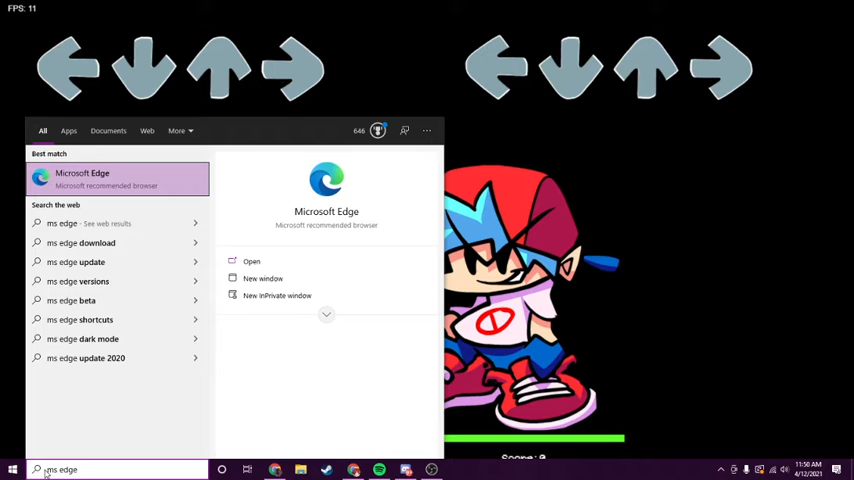 FPS: 11
All Apps Documents Web More 646 ...
Best match
Microsoft Edge
Microsoft recommended browser
Search the web
ms edge - See web results
ms edge download
ms edge update
ms edge versions
ms edge beta
ms edge shortcuts
ms edge dark mode
ms edge update 2020
Microsoft Edge
Microsoft recommended browser
Open
New window
New InPrivate window
Score:0
ms edge
11:50 AM
4/12/2021